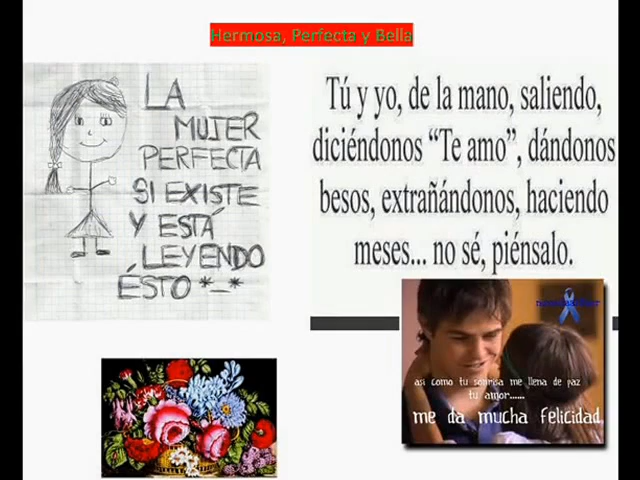 Hermosa, Perfecta y Bella
LA
MUJER
PERFECTA
SI EXISTE
Y ESTÁ
LEYENDO
ÉSTO *_*
Tú y yo, de la mano, saliendo,
diciéndonos “Te amo”, dándonos
besos, extrañándonos, haciendo
meses... no sé, piénsalo.
asi como tu sonrisa me llena de paz
tu amor......
me da mucha felicidad